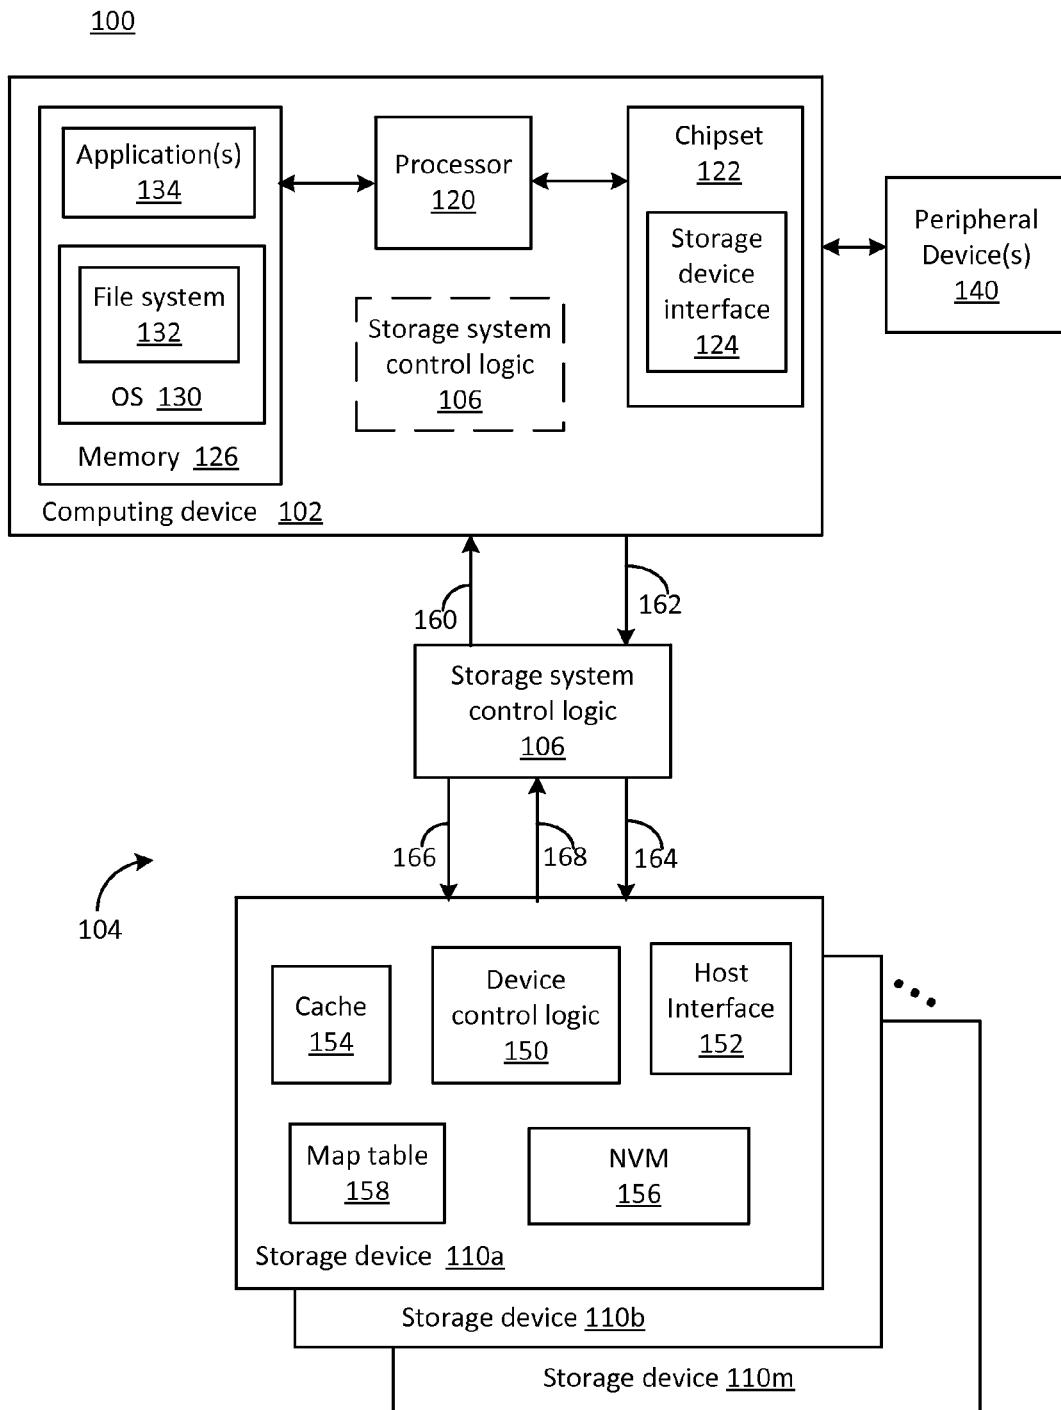 100
Application(s)
134
File system
132
OS 130
Memory 126
Processor
120
Storage system
control logic
106
Chipset
122
Storage
device
interface
124
Computing device 102
Peripheral
Device(s)
140
160
162
Storage system
control logic
106
166
168
164
104
Cache
154
Device
control logic
150
Host
Interface
152
Map table
158
NVM
156
Storage device 110a
Storage device 110b
Storage device 110m